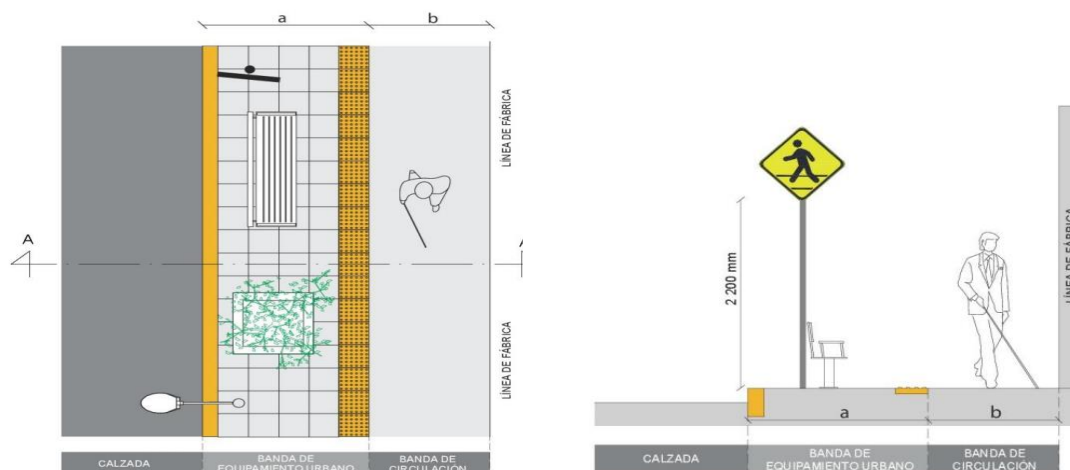 a
b
LÍNEA DE FÁBRICA
A
LÍNEA DE FÁBRICA
CALZADA
BANDA DE
EQUIPAMIENTO URBANO
BANDA DE
CIRCULACIÓN
2 200 mm
LÍNEA DE FÁBRICA
a
b
CALZADA
BANDA DE
EQUIPAMIENTO URBANO
BANDA DE
CIRCULACIÓN